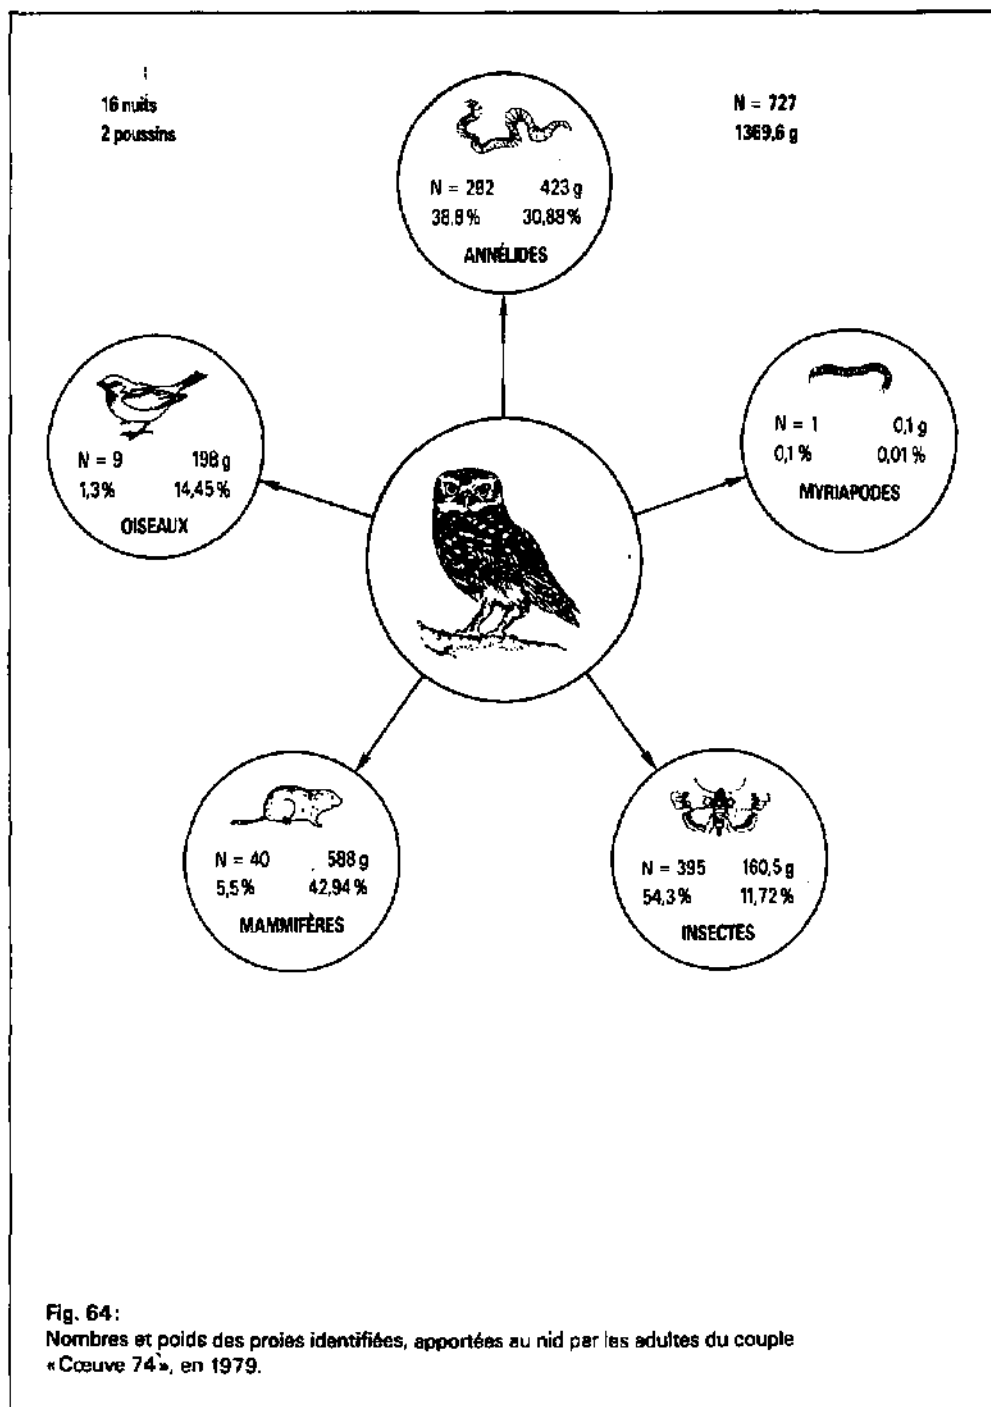 16 nuits
2 poussins
N = 727
1369,6 g
N = 282 423 g
38,8 % 30,88 %
ANNÉLIDES
N = 9 198 g
1,3 % 14,45 %
OISEAUX
N = 1 0,1 g
0,1 % 0,01 %
MYRIAPODES
N = 40 588 g
5,5 % 42,94 %
MAMMIFÈRES
N = 395 160,5 g
54,3 % 11,72 %
INSECTES
Fig. 64:
Nombres et poids des proies identifiées, apportées au nid par les adultes du couple
«Cœuve 74», en 1979.